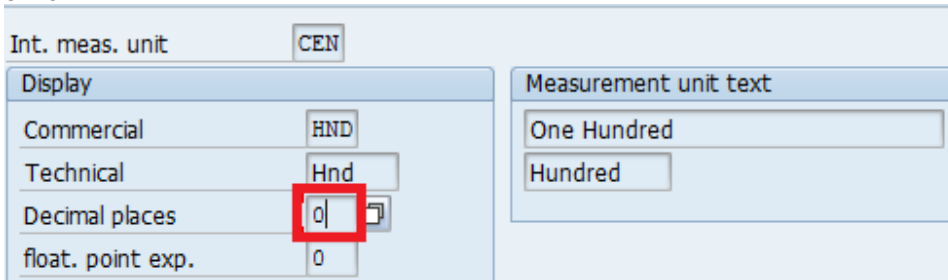 Int. meas. unit CEN
Display
Measurement unit text
Commercial HND
One Hundred
Technical Hnd
Hundred
Decimal places 0
float. point exp. 0